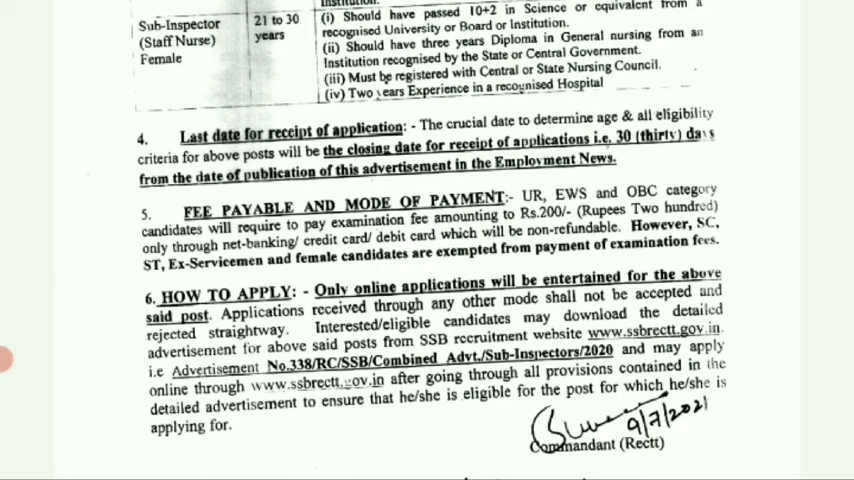 Institution.
Sub-Inspector
(Staff Nurse)
Female
21 to 30
years
(i) Should have passed 10+2 in Science or equivalent from a
recognised University or Board or Institution.
(ii) Should have three years Diploma in General nursing from an
Institution recognised by the State or Central Government.
(iii) Must be registered with Central or State Nursing Council.
(iv) Two years Experience in a recognised Hospital
4. Last date for receipt of application: - The crucial date to determine age & all eligibility
criteria for above posts will be the closing date for receipt of applications i.e. 30 (thirty) days
from the date of publication of this advertisement in the Employment News.
5. FEE PAYABLE AND MODE OF PAYMENT:- UR, EWS and OBC category
candidates will require to pay examination fee amounting to Rs.200/- (Rupees Two hundred)
only through net-banking/ credit card/ debit card which will be non-refundable. However, SC,
ST, Ex-Servicemen and female candidates are exempted from payment of examination fees.
6. HOW TO APPLY: - Only online applications will be entertained for the above
said post. Applications received through any other mode shall not be accepted and
rejected straightway. Interested/eligible candidates may download the detailed
advertisement for above said posts from SSB recruitment website www.ssbrectt.gov.in.
i.e Advertisement No.338/RC/SSB/Combined Advt./Sub-Inspectors/2020 and may apply
online through www.ssbrectt.gov.in after going through all provisions contained in the
detailed advertisement to ensure that he/she is eligible for the post for which he/she is
applying for.
9/7/2021
Commandant (Rectt)